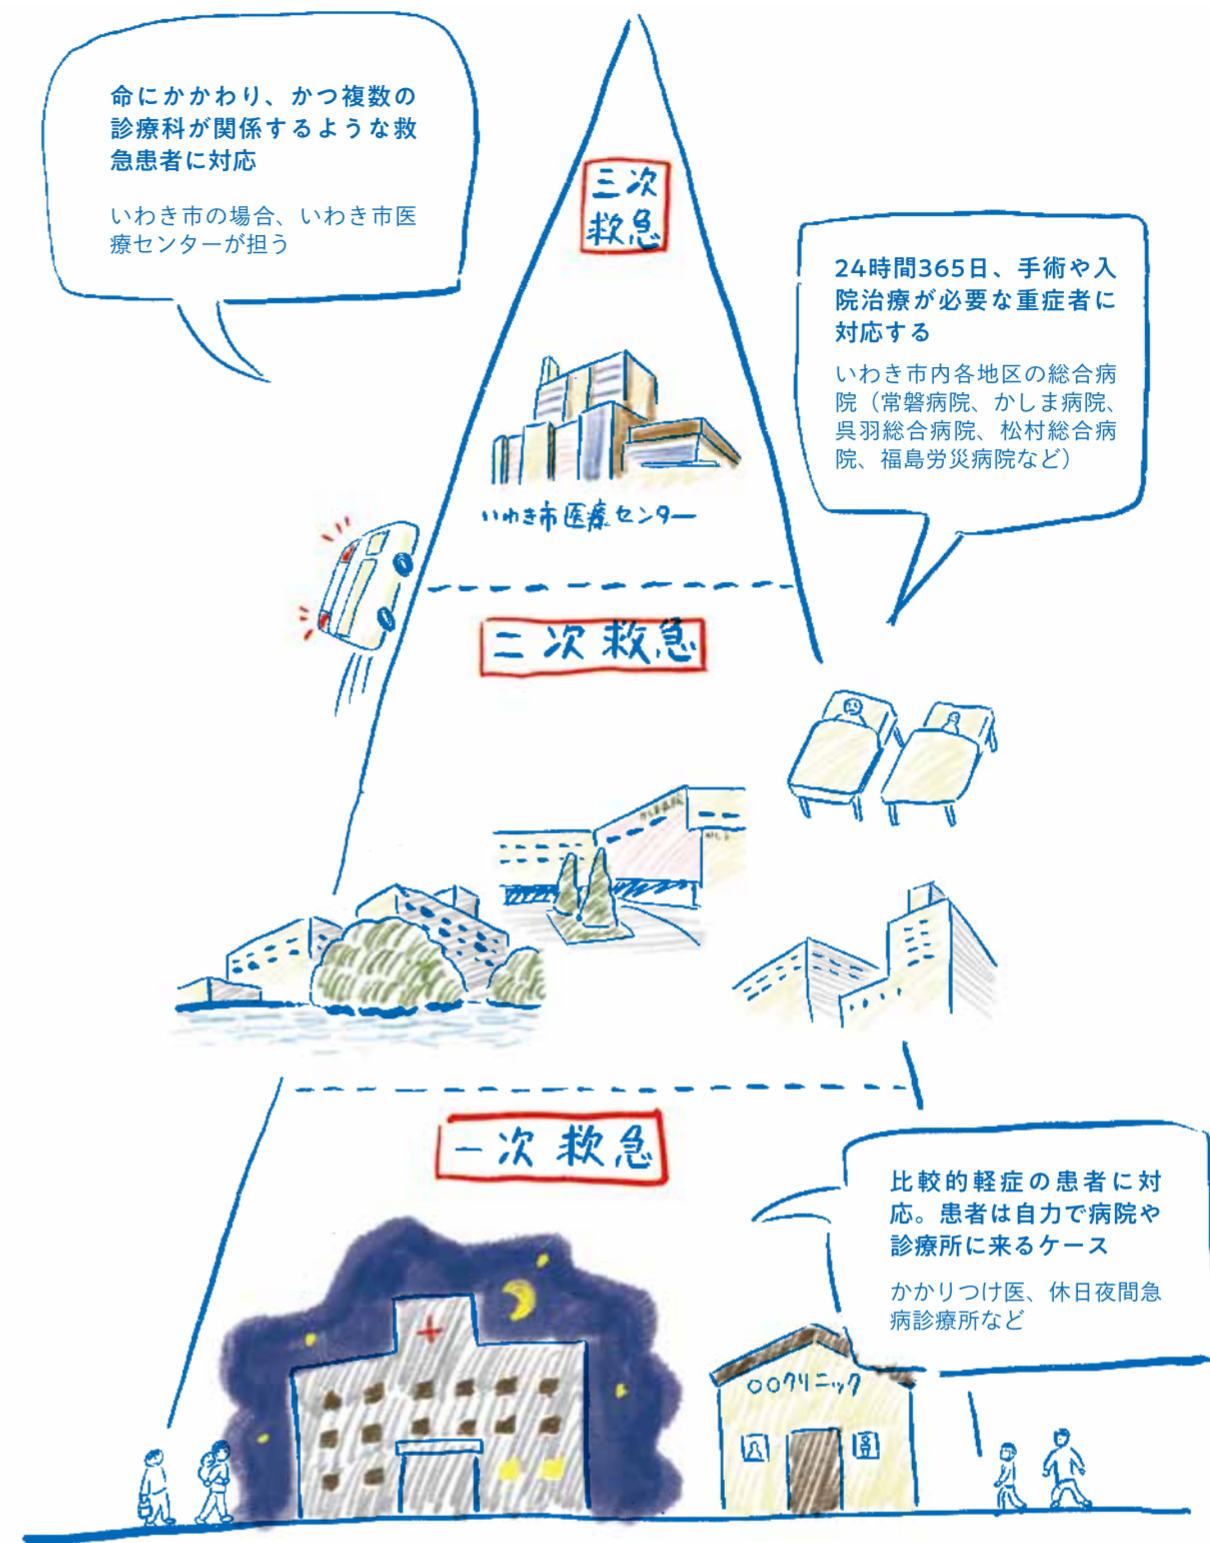 命にかかわり、かつ複数の
診療科が関係するような救
急患者に対応
いわき市の場合、いわき市医
療センターが担う
三次
救急
24時間365日、手術や入
院治療が必要な重症者に
対応する
いわき市内各地区の総合病
院（常磐病院、かしま病院、
呉羽総合病院、松村総合病
院、福島労災病院など）
いわき市医療センター
二次救急
かしま病院
一次救急
比較的軽症の患者に対
応。患者は自力で病院や
診療所に来るケース
かかりつけ医、休日夜間急
病診療所など
○○クリニック